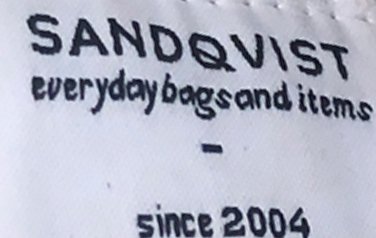 SANDQVIST
everyday bags and items
-
since 2004